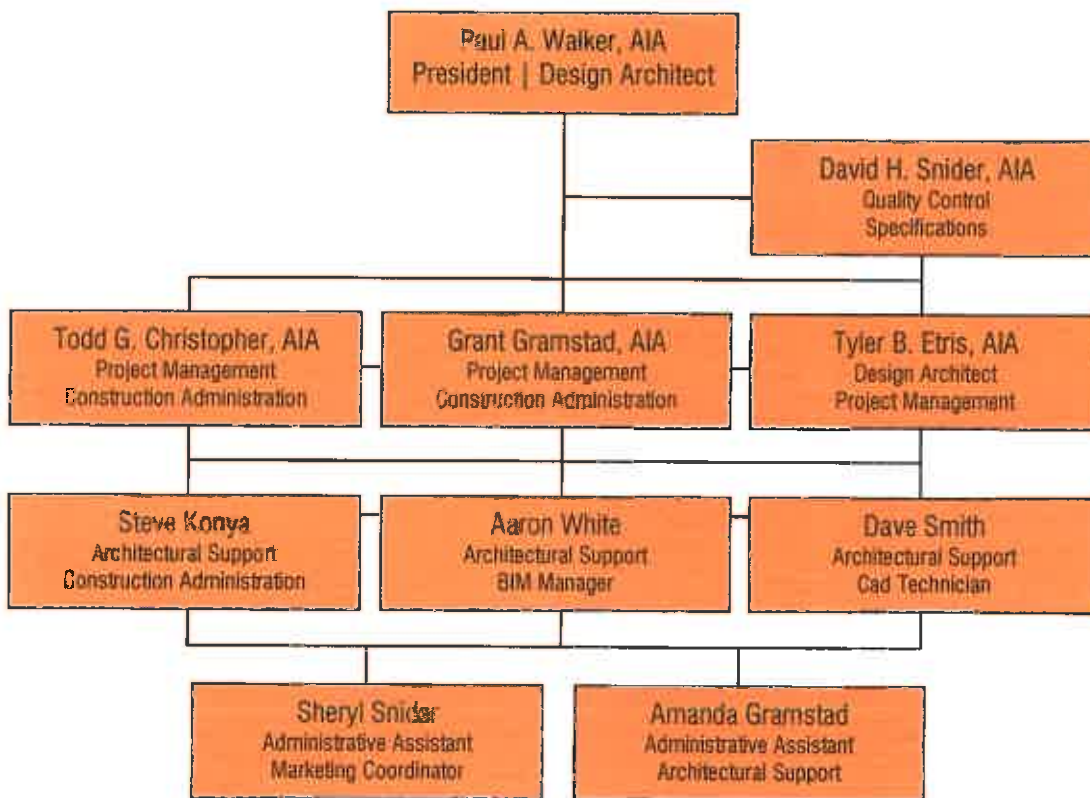 Paul A. Walker, AIA
President | Design Architect
David H. Snider, AIA
Quality Control
Specifications
Todd G. Christopher, AIA
Project Management
Construction Administration
Grant Gramstad, AIA
Project Management
Construction Administration
Tyler B. Etris, AIA
Design Architect
Project Management
Steve Konya
Architectural Support
Construction Administration
Aaron White
Architectural Support
BIM Manager
Dave Smith
Architectural Support
Cad Technician
Sheryl Snider
Administrative Assistant
Marketing Coordinator
Amanda Gramstad
Administrative Assistant
Architectural Support